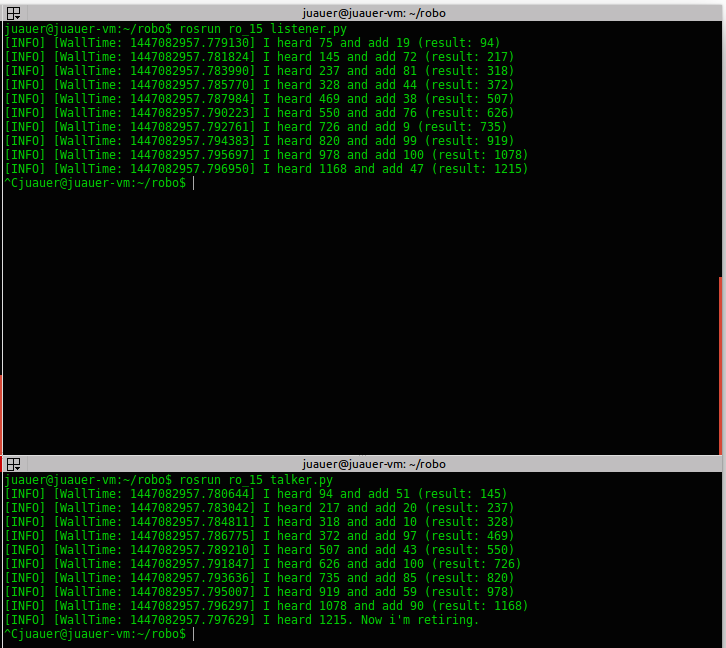 juauer@juauer-vm: ~/robo
juauer@juauer-vm:~/robo$ rosrun ro_15 listener.py
[INFO] [WallTime: 1447082957.779130] I heard 75 and add 19 (result: 94)
[INFO] [WallTime: 1447082957.781824] I heard 145 and add 72 (result: 217)
[INFO] [WallTime: 1447082957.783990] I heard 237 and add 81 (result: 318)
[INFO] [WallTime: 1447082957.785770] I heard 328 and add 44 (result: 372)
[INFO] [WallTime: 1447082957.787984] I heard 469 and add 38 (result: 507)
[INFO] [WallTime: 1447082957.790223] I heard 550 and add 76 (result: 626)
[INFO] [WallTime: 1447082957.792761] I heard 726 and add 9 (result: 735)
[INFO] [WallTime: 1447082957.794383] I heard 820 and add 99 (result: 919)
[INFO] [WallTime: 1447082957.795697] I heard 978 and add 100 (result: 1078)
[INFO] [WallTime: 1447082957.796950] I heard 1168 and add 47 (result: 1215)
^Cjuauer@juauer-vm:~/robo$
juauer@juauer-vm: ~/robo
juauer@juauer-vm:~/robo$ rosrun ro_15 talker.py
[INFO] [WallTime: 1447082957.780644] I heard 94 and add 51 (result: 145)
[INFO] [WallTime: 1447082957.783042] I heard 217 and add 20 (result: 237)
[INFO] [WallTime: 1447082957.784811] I heard 318 and add 10 (result: 328)
[INFO] [WallTime: 1447082957.786775] I heard 372 and add 97 (result: 469)
[INFO] [WallTime: 1447082957.789210] I heard 507 and add 43 (result: 550)
[INFO] [WallTime: 1447082957.791847] I heard 626 and add 100 (result: 726)
[INFO] [WallTime: 1447082957.793636] I heard 735 and add 85 (result: 820)
[INFO] [WallTime: 1447082957.795007] I heard 919 and add 59 (result: 978)
[INFO] [WallTime: 1447082957.796297] I heard 1078 and add 90 (result: 1168)
[INFO] [WallTime: 1447082957.797629] I heard 1215. Now i'm retiring.
^Cjuauer@juauer-vm:~/robo$